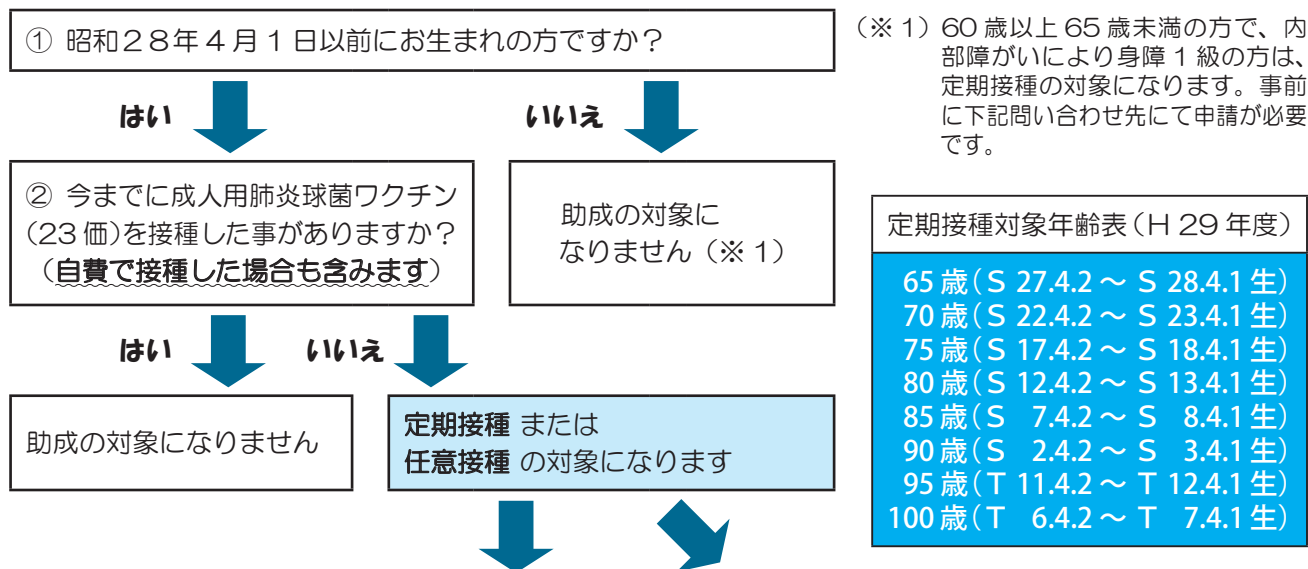 ① 昭和２８年４月１日以前にお生まれの方ですか？
はい
いいえ
② 今までに成人用肺炎球菌ワクチン
（23 価）を接種した事がありますか？
（自費で接種した場合も含みます）
助成の対象に
なりません（※１）
はい
いいえ
助成の対象になりません
定期接種 または
任意接種 の対象になります
（※１）60 歳以上 65 歳未満の方で、内
部障がいにより身障 1 級の方は、
定期接種の対象になります。事前
に下記問い合わせ先にて申請が必要
です。
定期接種対象年齢表（H 29 年度）
65 歳（S 27.4.2 ～ S 28.4.1 生）
70 歳（S 22.4.2 ～ S 23.4.1 生）
75 歳（S 17.4.2 ～ S 18.4.1 生）
80 歳（S 12.4.2 ～ S 13.4.1 生）
85 歳（S 7.4.2 ～ S 8.4.1 生）
90 歳（S 2.4.2 ～ S 3.4.1 生）
95 歳（T 11.4.2 ～ T 12.4.1 生）
100 歳（T 6.4.2 ～ T 7.4.1 生）